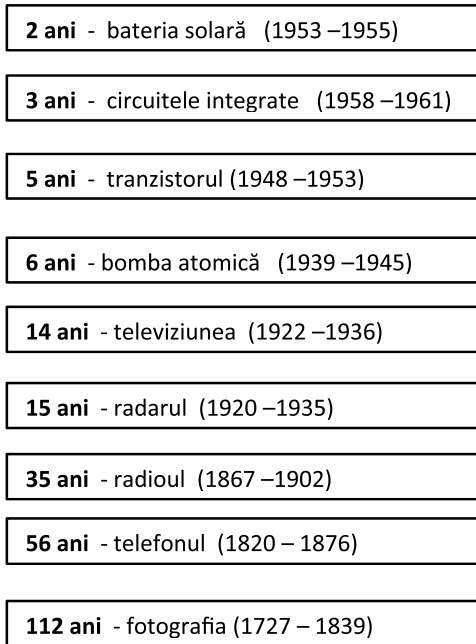 2 ani - bateria solară (1953 –1955)
3 ani - circuitele integrate (1958 –1961)
5 ani - tranzistorul (1948 –1953)
6 ani - bomba atomică (1939 –1945)
14 ani - televiziunea (1922 –1936)
15 ani - radarul (1920 –1935)
35 ani - radioul (1867 –1902)
56 ani - telefonul (1820 – 1876)
112 ani - fotografia (1727 – 1839)